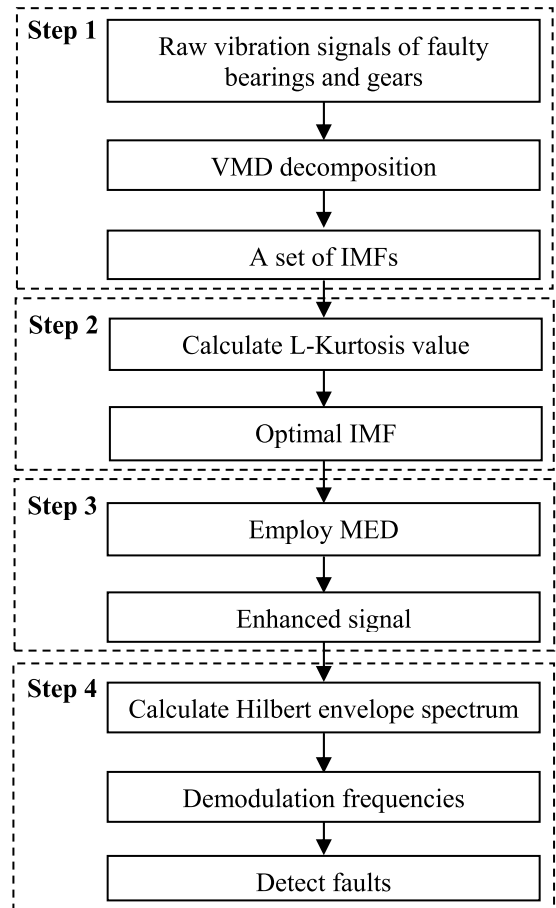 Step 1
Raw vibration signals of faulty
bearings and gears
VMD decomposition
A set of IMFs
Step 2
Calculate L-Kurtosis value
Optimal IMF
Step 3
Employ MED
Enhanced signal
Step 4
Calculate Hilbert envelope spectrum
Demodulation frequencies
Detect faults